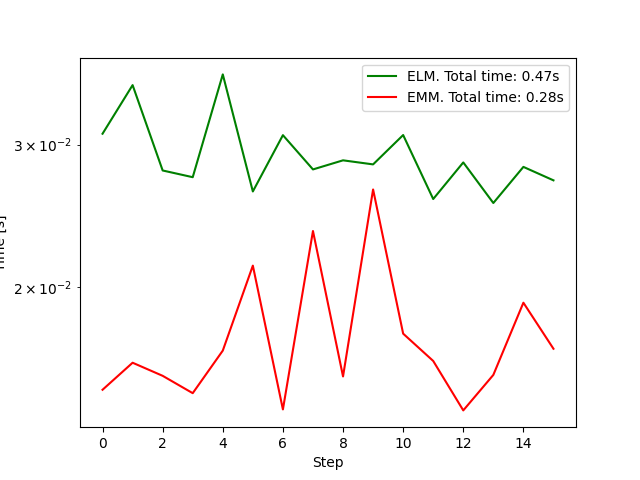 ELM. Total time: 0.47s
EMM. Total time: 0.28s
3 × 10⁻²
2 × 10⁻²
Time [s]
0 2 4 6 8 10 12 14
Step